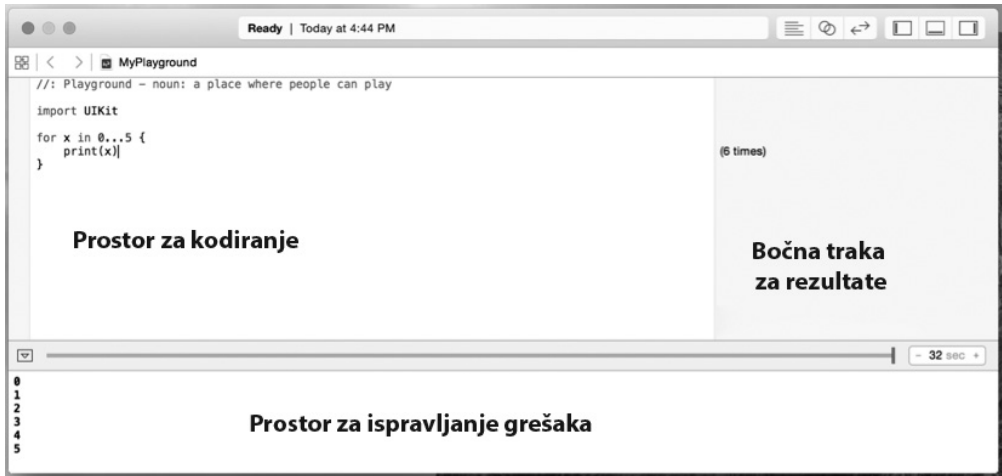 Ready | Today at 4:44 PM
MyPlayground
//: Playground – noun: a place where people can play
import UIKit
for x in 0...5 {
    print(x)
}
(6 times)
Prostor za kodiranje
Bočna traka
za rezultate
- 32 sec +
0
1
2
3
4
5
Prostor za ispravljanje grešaka